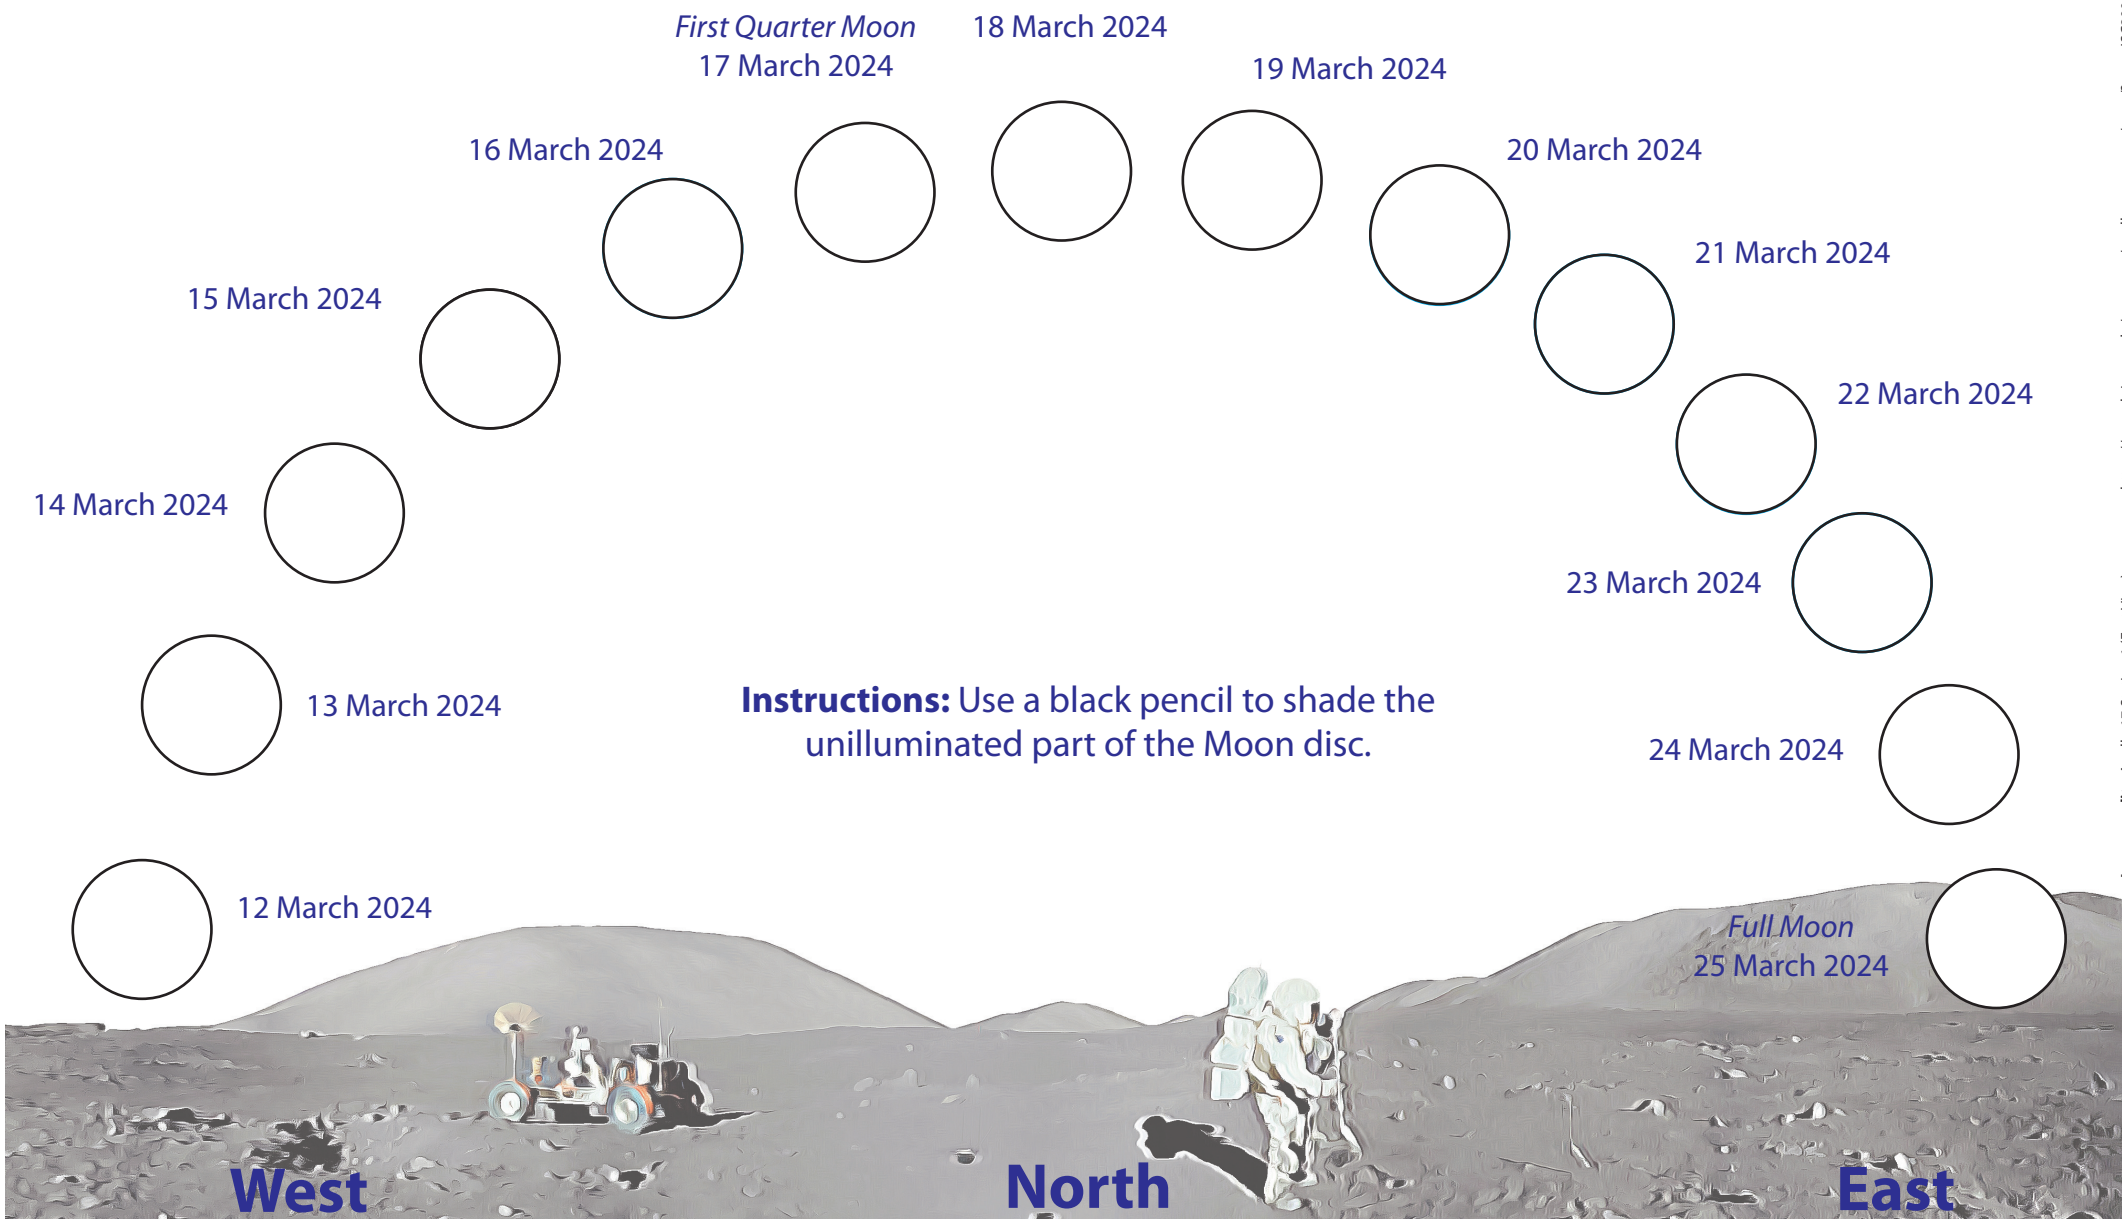 First Quarter Moon
17 March 2024
18 March 2024
19 March 2024
16 March 2024
20 March 2024
21 March 2024
15 March 2024
22 March 2024
14 March 2024
23 March 2024
13 March 2024
Instructions: Use a black pencil to shade the
unilluminated part of the Moon disc.
24 March 2024
12 March 2024
Full Moon
25 March 2024
West
North
East